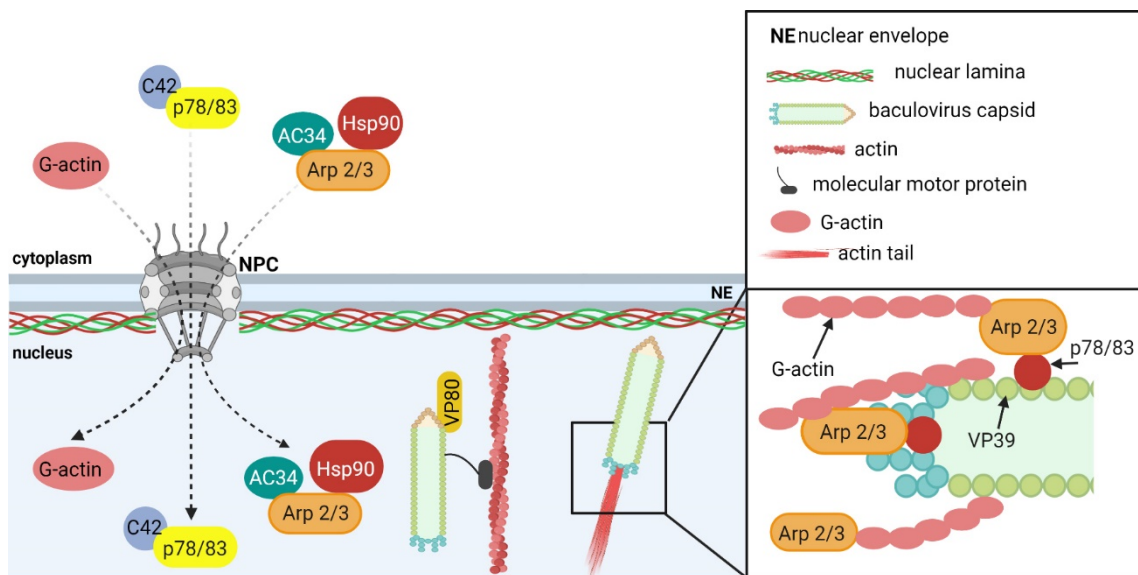 C42
p78/83
AC34
Hsp90
G-actin
Arp 2/3
cytoplasm
NPC
NE
nucleus
G-actin
C42
p78/83
AC34
Hsp90
Arp 2/3
VP80
NE nuclear envelope
nuclear lamina
baculovirus capsid
actin
molecular motor protein
G-actin
actin tail
Arp 2/3
p78/83
G-actin
Arp 2/3
VP39
Arp 2/3